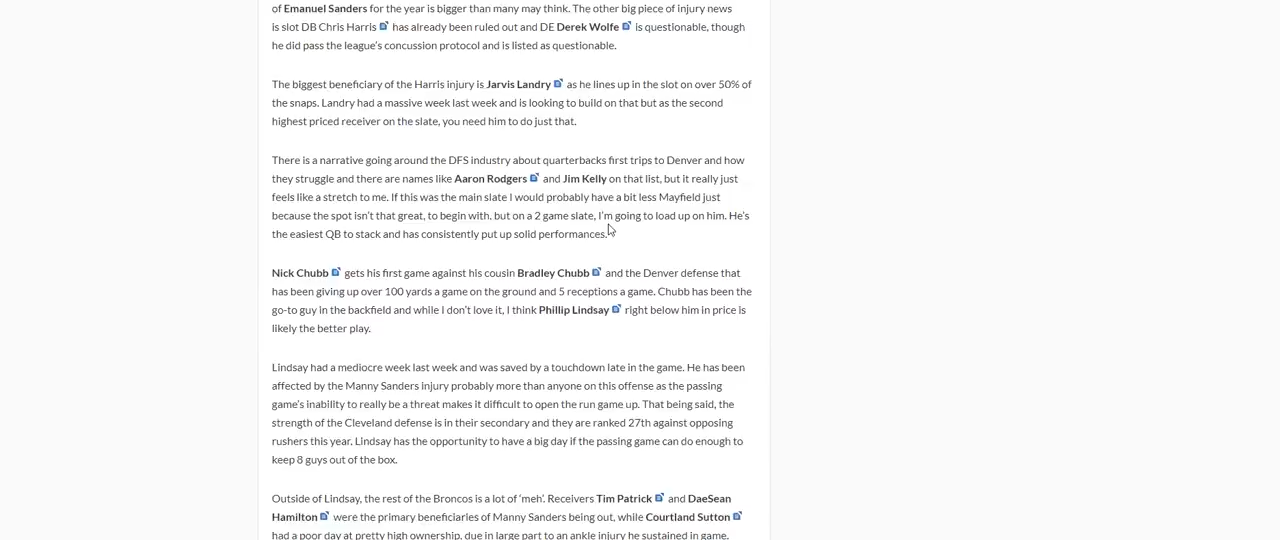 of Emanuel Sanders for the year is bigger than many may think. The other big piece of injury news
is slot DB Chris Harris has already been ruled out and DE Derek Wolfe is questionable, though
he did pass the league's concussion protocol and is listed as questionable.
The biggest beneficiary of the Harris injury is Jarvis Landry as he lines up in the slot on over 50% of
the snaps. Landry had a massive week last week and is looking to build on that but as the second
highest priced receiver on the slate, you need him to do just that.
There is a narrative going around the DFS industry about quarterbacks first trips to Denver and how
they struggle and there are names like Aaron Rodgers and Jim Kelly on that list, but it really just
feels like a stretch to me. If this was the main slate I would probably have a bit less Mayfield just
because the spot isn't that great, to begin with. but on a 2 game slate, I'm going to load up on him. He's
the easiest QB to stack and has consistently put up solid performances.
Nick Chubb gets his first game against his cousin Bradley Chubb and the Denver defense that
has been giving up over 100 yards a game on the ground and 5 receptions a game. Chubb has been the
go-to guy in the backfield and while I don't love it, I think Phillip Lindsay right below him in price is
likely the better play.
Lindsay had a mediocre week last week and was saved by a touchdown late in the game. He has been
affected by the Manny Sanders injury probably more than anyone on this offense as the passing
game's inability to really be a threat makes it difficult to open the run game up. That being said, the
strength of the Cleveland defense is in their secondary and they are ranked 27th against opposing
rushers this year. Lindsay has the opportunity to have a big day if the passing game can do enough to
keep 8 guys out of the box.
Outside of Lindsay, the rest of the Broncos is a lot of 'meh'. Receivers Tim Patrick and DaeSean
Hamilton were the primary beneficiaries of Manny Sanders being out, while Courtland Sutton
had a poor day at pretty high ownership, due in large part to an ankle injury he sustained in game.